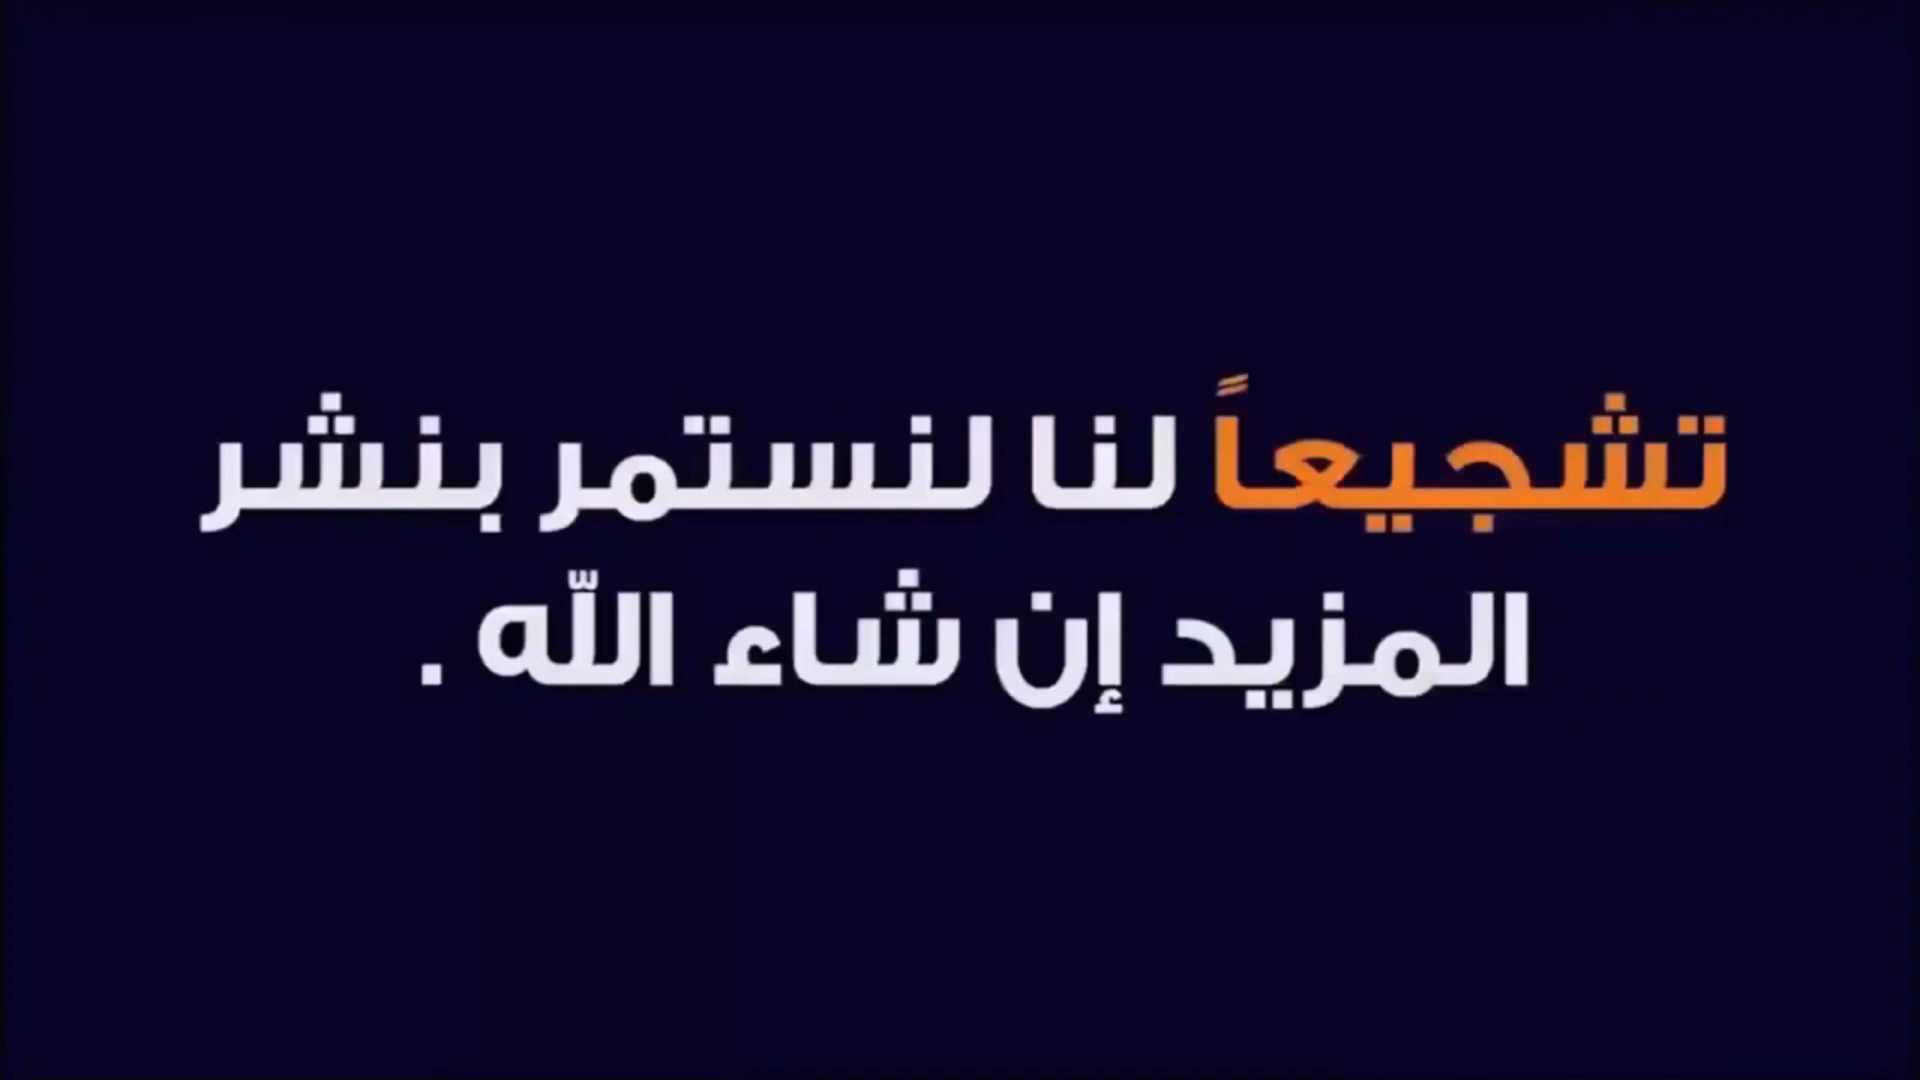 تشجيعاً لنا لنستمر بنشر
المزيد إن شاء اللّه .